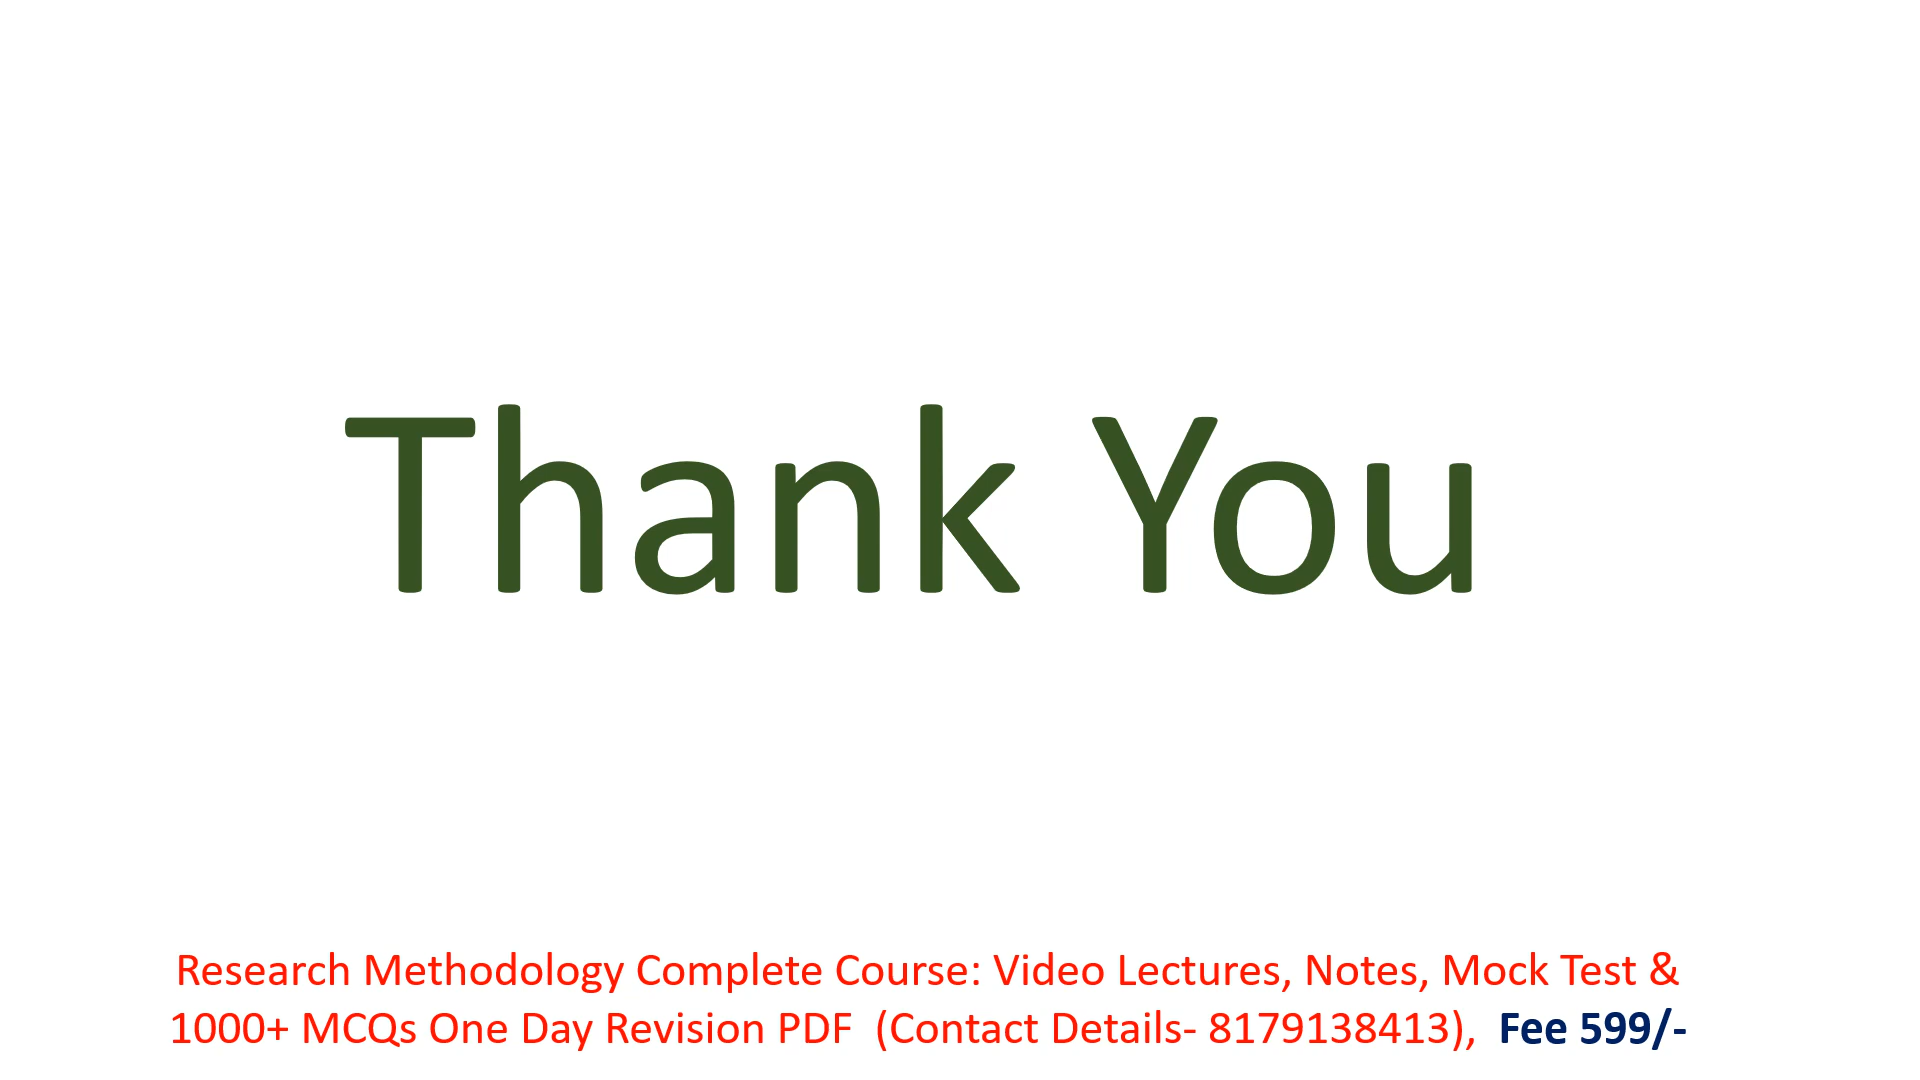 Thank You
Research Methodology Complete Course: Video Lectures, Notes, Mock Test &
1000+ MCQs One Day Revision PDF (Contact Details- 8179138413), Fee 599/-